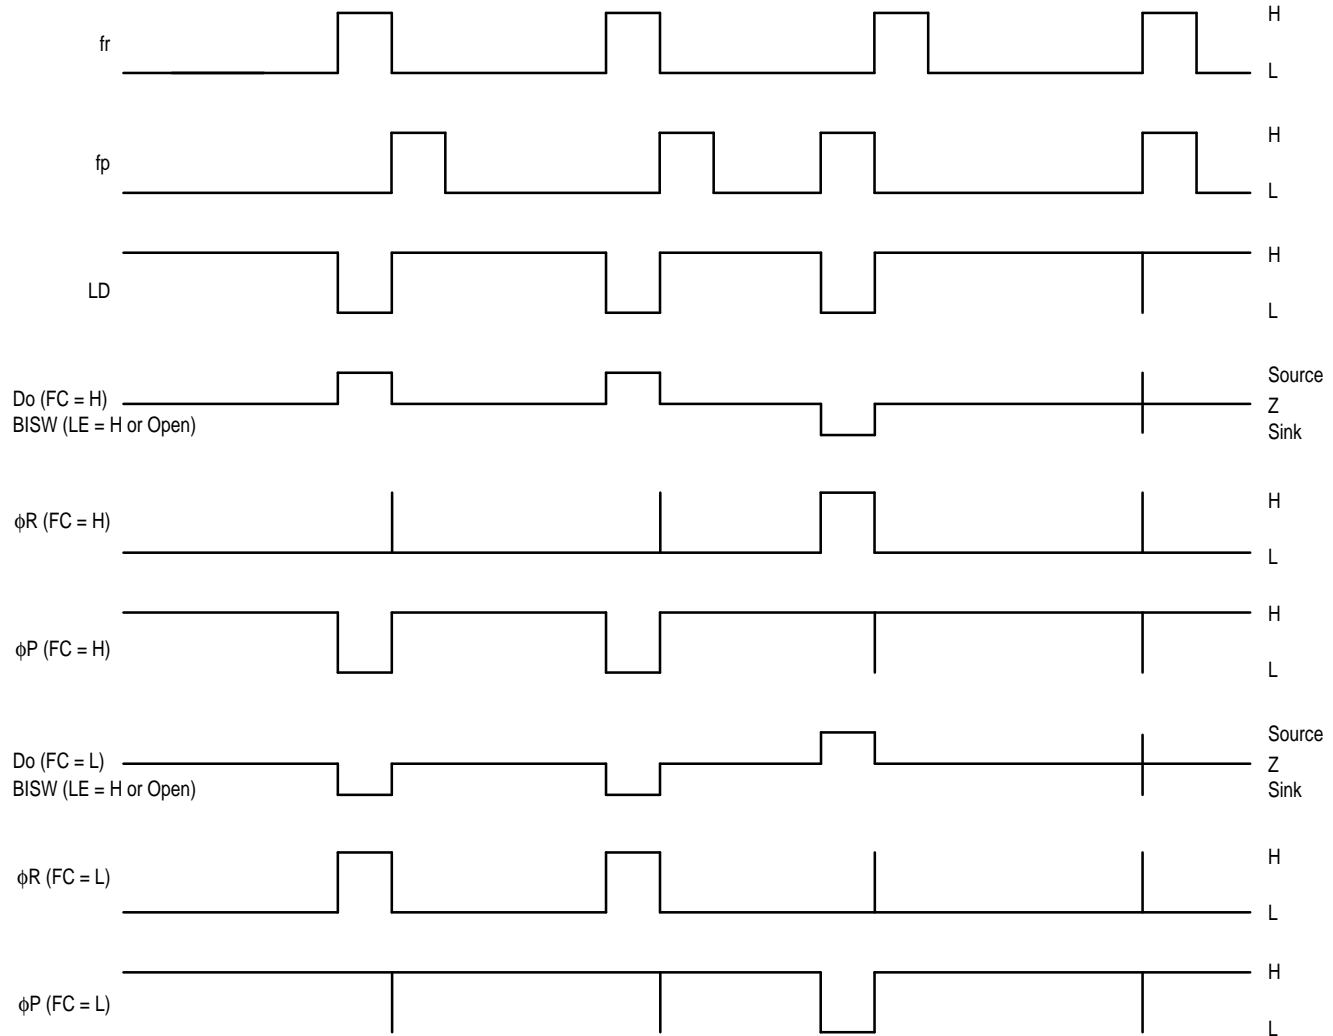 H
fr
L
H
fp
L
H
LD
L
Source
Do (FC = H)
Z
BISW (LE = H or Open)
Sink
H
ϕR (FC = H)
L
H
ϕP (FC = H)
L
Source
Do (FC = L)
Z
BISW (LE = H or Open)
Sink
H
ϕR (FC = L)
L
H
ϕP (FC = L)
L